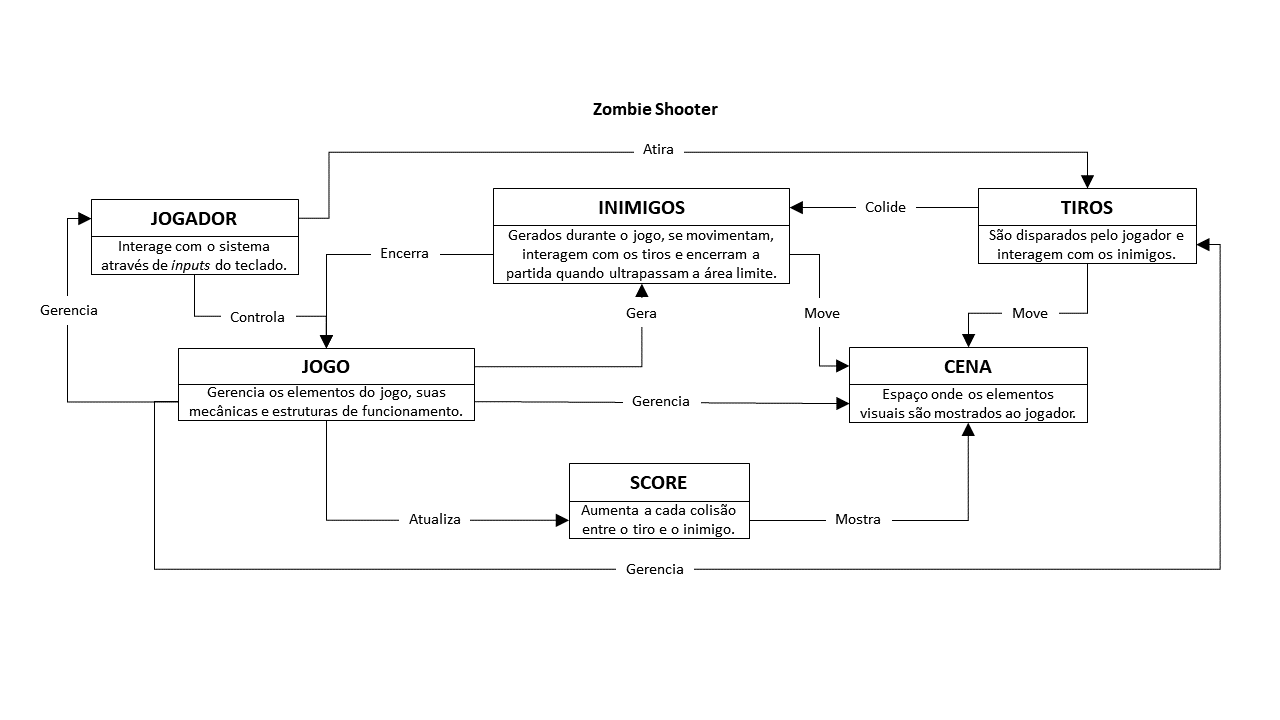 Zombie Shooter
Atira
JOGADOR
Interage com o sistema
através de inputs do teclado.
INIMIGOS
Gerados durante o jogo, se movimentam,
interagem com os tiros e encerram a
partida quando ultrapassam a área limite.
Colide
TIROS
São disparados pelo jogador e
interagem com os inimigos.
Encerra
Gerencia
Controla
Gera
Move
Move
JOGO
Gerencia os elementos do jogo, suas
mecânicas e estruturas de funcionamento.
Gerencia
CENA
Espaço onde os elementos
visuais são mostrados ao jogador.
SCORE
Aumenta a cada colisão
entre o tiro e o inimigo.
Atualiza
Mostra
Gerencia